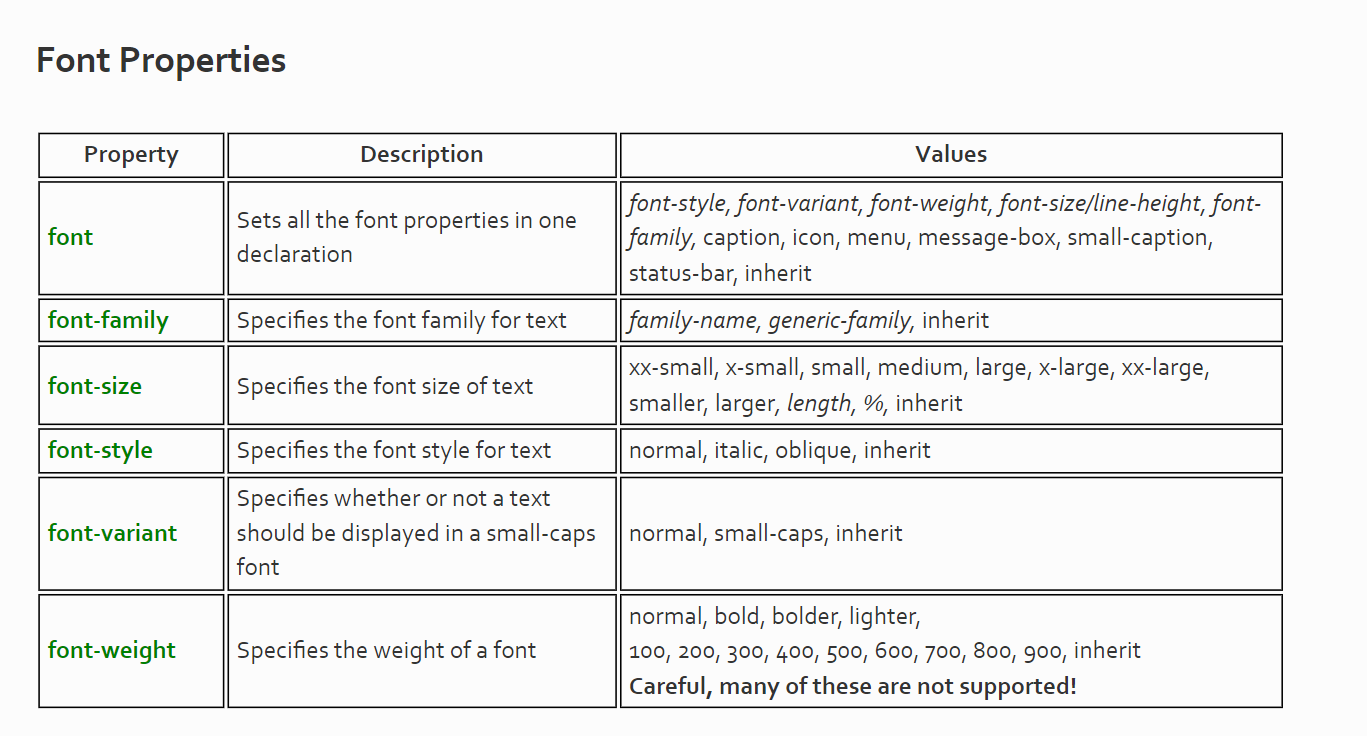 Font Properties
Property Description Values
font
Sets all the font properties in one
declaration
font-style, font-variant, font-weight, font-size/line-height, font-
family, caption, icon, menu, message-box, small-caption,
status-bar, inherit
font-family
Specifies the font family for text
family-name, generic-family, inherit
font-size
Specifies the font size of text
xx-small, x-small, small, medium, large, x-large, xx-large,
smaller, larger, length, %, inherit
font-style
Specifies the font style for text
normal, italic, oblique, inherit
font-variant
Specifies whether or not a text
should be displayed in a small-caps
font
normal, small-caps, inherit
font-weight
Specifies the weight of a font
normal, bold, bolder, lighter,
100, 200, 300, 400, 500, 600, 700, 800, 900, inherit
Careful, many of these are not supported!